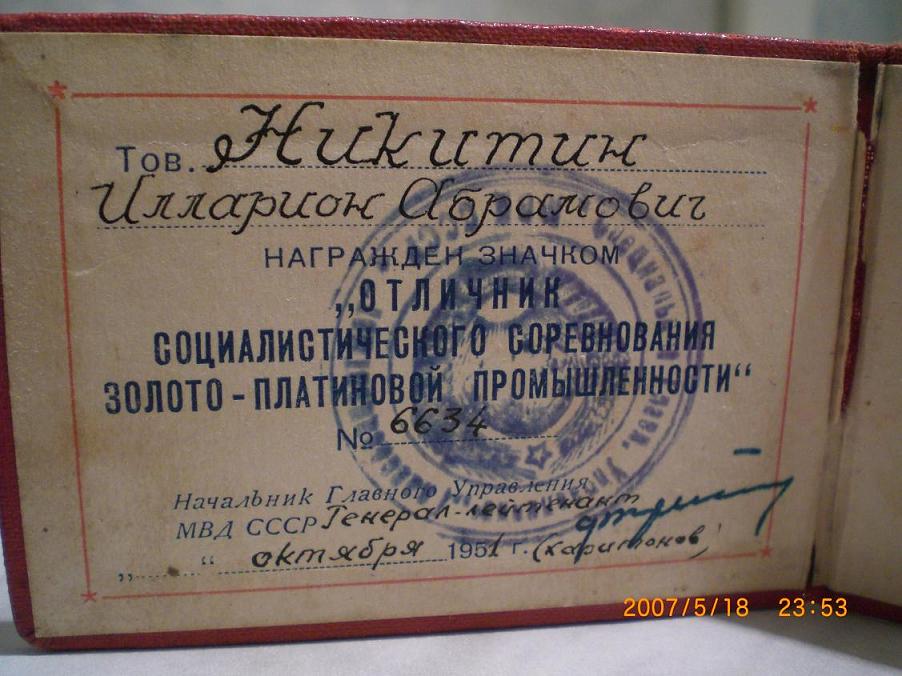 Тов. Никитин
Илларион Абрамович
НАГРАЖДЕН ЗНАЧКОМ
„ОТЛИЧНИК
СОЦИАЛИСТИЧЕСКОГО СОРЕВНОВАНИЯ
ЗОЛОТО-ПЛАТИНОВОЙ ПРОМЫШЛЕННОСТИ“
№ 6634
Начальник Главного Управления
МВД СССР Генерал-лейтенант
„ “ октября 1951 г. (Харитонов)
2007/5/18 23:53